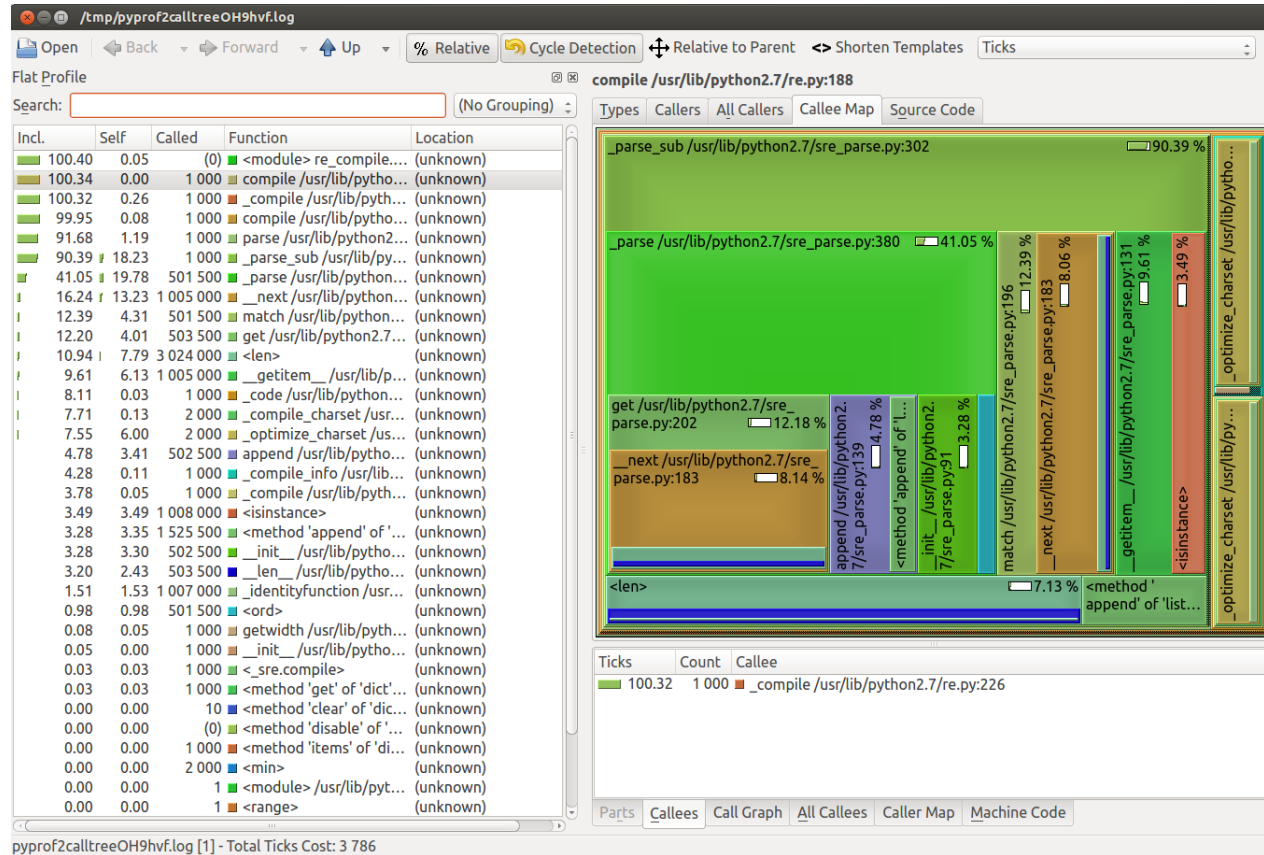 /tmp/pyprof2calltreeOH9hvf.log
Open Back Forward Up % Relative Cycle Detection Relative to Parent <> Shorten Templates Ticks
Flat Profile
Search: (No Grouping)
Incl. Self Called Function Location
100.40 0.05 (0) <module> re_compile.... (unknown)
100.34 0.00 1 000 compile /usr/lib/pytho... (unknown)
100.32 0.26 1 000 _compile /usr/lib/pyth... (unknown)
99.95 0.08 1 000 compile /usr/lib/pytho... (unknown)
91.68 1.19 1 000 parse /usr/lib/python2... (unknown)
90.39 18.23 1 000 _parse_sub /usr/lib/py... (unknown)
41.05 19.78 501 500 _parse /usr/lib/python... (unknown)
16.24 13.23 1 005 000 __next /usr/lib/python... (unknown)
12.39 4.31 501 500 match /usr/lib/python... (unknown)
12.20 4.01 503 500 get /usr/lib/python2.7... (unknown)
10.94 7.79 3 024 000 <len> (unknown)
9.61 6.13 1 005 000 __getitem__ /usr/lib/p... (unknown)
8.11 0.03 1 000 _code /usr/lib/python... (unknown)
7.71 0.13 2 000 _compile_charset /usr... (unknown)
7.55 6.00 2 000 _optimize_charset /us... (unknown)
4.78 3.41 502 500 append /usr/lib/python... (unknown)
4.28 0.11 1 000 _compile_info /usr/lib... (unknown)
3.78 0.05 1 000 _compile /usr/lib/pyth... (unknown)
3.49 3.49 1 008 000 <isinstance> (unknown)
3.28 3.35 1 525 500 <method 'append' of '... (unknown)
3.28 3.30 502 500 __init__ /usr/lib/pytho... (unknown)
3.20 2.43 503 500 __len__ /usr/lib/pytho... (unknown)
1.51 1.53 1 007 000 _identityfunction /usr... (unknown)
0.98 0.98 501 500 <ord> (unknown)
0.08 0.05 1 000 getwidth /usr/lib/pyth... (unknown)
0.05 0.00 1 000 __init__ /usr/lib/pytho... (unknown)
0.03 0.03 1 000 <_sre.compile> (unknown)
0.03 0.03 1 000 <method 'get' of 'dict'... (unknown)
0.00 0.00 10 <method 'clear' of 'dic... (unknown)
0.00 0.00 (0) <method 'disable' of '... (unknown)
0.00 0.00 1 000 <method 'items' of 'di... (unknown)
0.00 0.00 2 000 <min> (unknown)
0.00 0.00 1 <module> /usr/lib/pyt... (unknown)
0.00 0.00 1 <range> (unknown)
compile /usr/lib/python2.7/re.py:188
Types Callers All Callers Callee Map Source Code
_parse_sub /usr/lib/python2.7/sre_parse.py:302 90.39 %
_parse /usr/lib/python2.7/sre_parse.py:380 41.05 %
get /usr/lib/python2.7/sre_
parse.py:202 12.18 %
__next /usr/lib/python2.7/sre_
parse.py:183 8.14 %
append /usr/lib/python2.
7/sre_parse.py:139 4.78 %
<method 'append' of 'l...
__init__ /usr/lib/python2.
7/sre_parse.py:91 3.28 %
match /usr/lib/python2.7/sre_parse.py:196 12.39 %
__next /usr/lib/python2.7/sre_parse.py:183 8.06 %
__getitem__ /usr/lib/python2.7/sre_parse.py:131 9.61 %
<isinstance> 3.49 %
<len> 7.13 %
<method '
append' of 'list...
_optimize_charset /usr/lib/pytho...
_optimize_charset /usr/lib/py...
Ticks Count Callee
100.32 1 000 _compile /usr/lib/python2.7/re.py:226
Parts Callees Call Graph All Callees Caller Map Machine Code
pyprof2calltreeOH9hvf.log [1] - Total Ticks Cost: 3 786